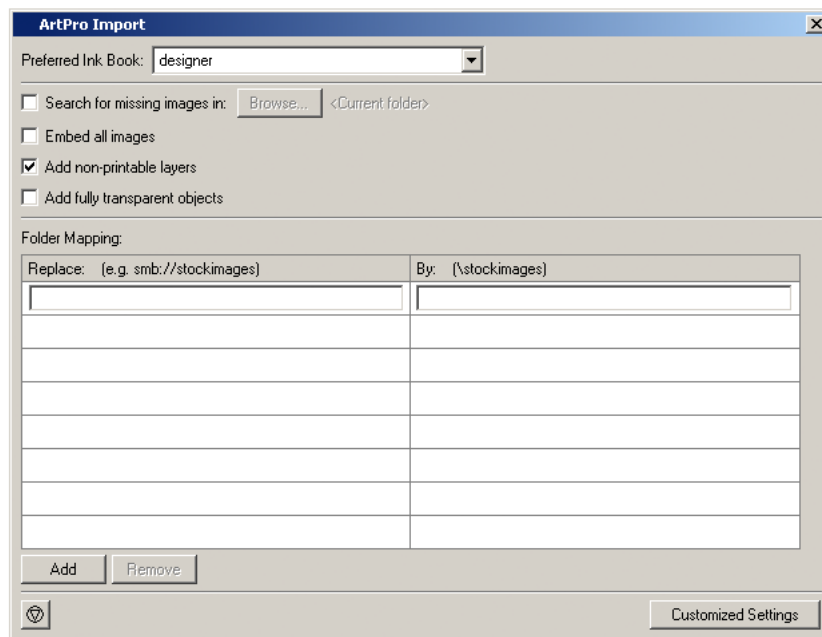 ArtPro Import
Preferred Ink Book: designer
Search for missing images in: Browse... <Current folder>
Embed all images
Add non-printable layers
Add fully transparent objects
Folder Mapping:
Replace: (e.g. smb://stockimages) By: (\stockimages)
Add Remove
Customized Settings